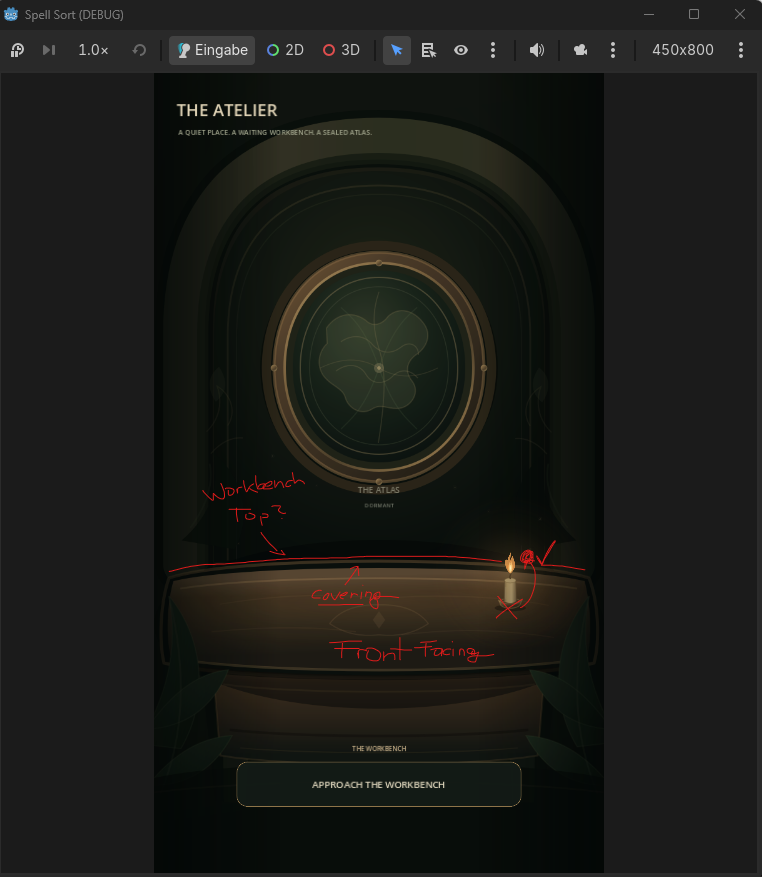 Spell Sort (DEBUG)
1.0×
Eingabe
2D
3D
450x800
THE ATELIER
A QUIET PLACE. A WAITING WORKBENCH. A SEALED ATLAS.
THE ATLAS
DORMANT
Workbench
Top?
Covering
Front Facing
THE WORKBENCH
APPROACH THE WORKBENCH